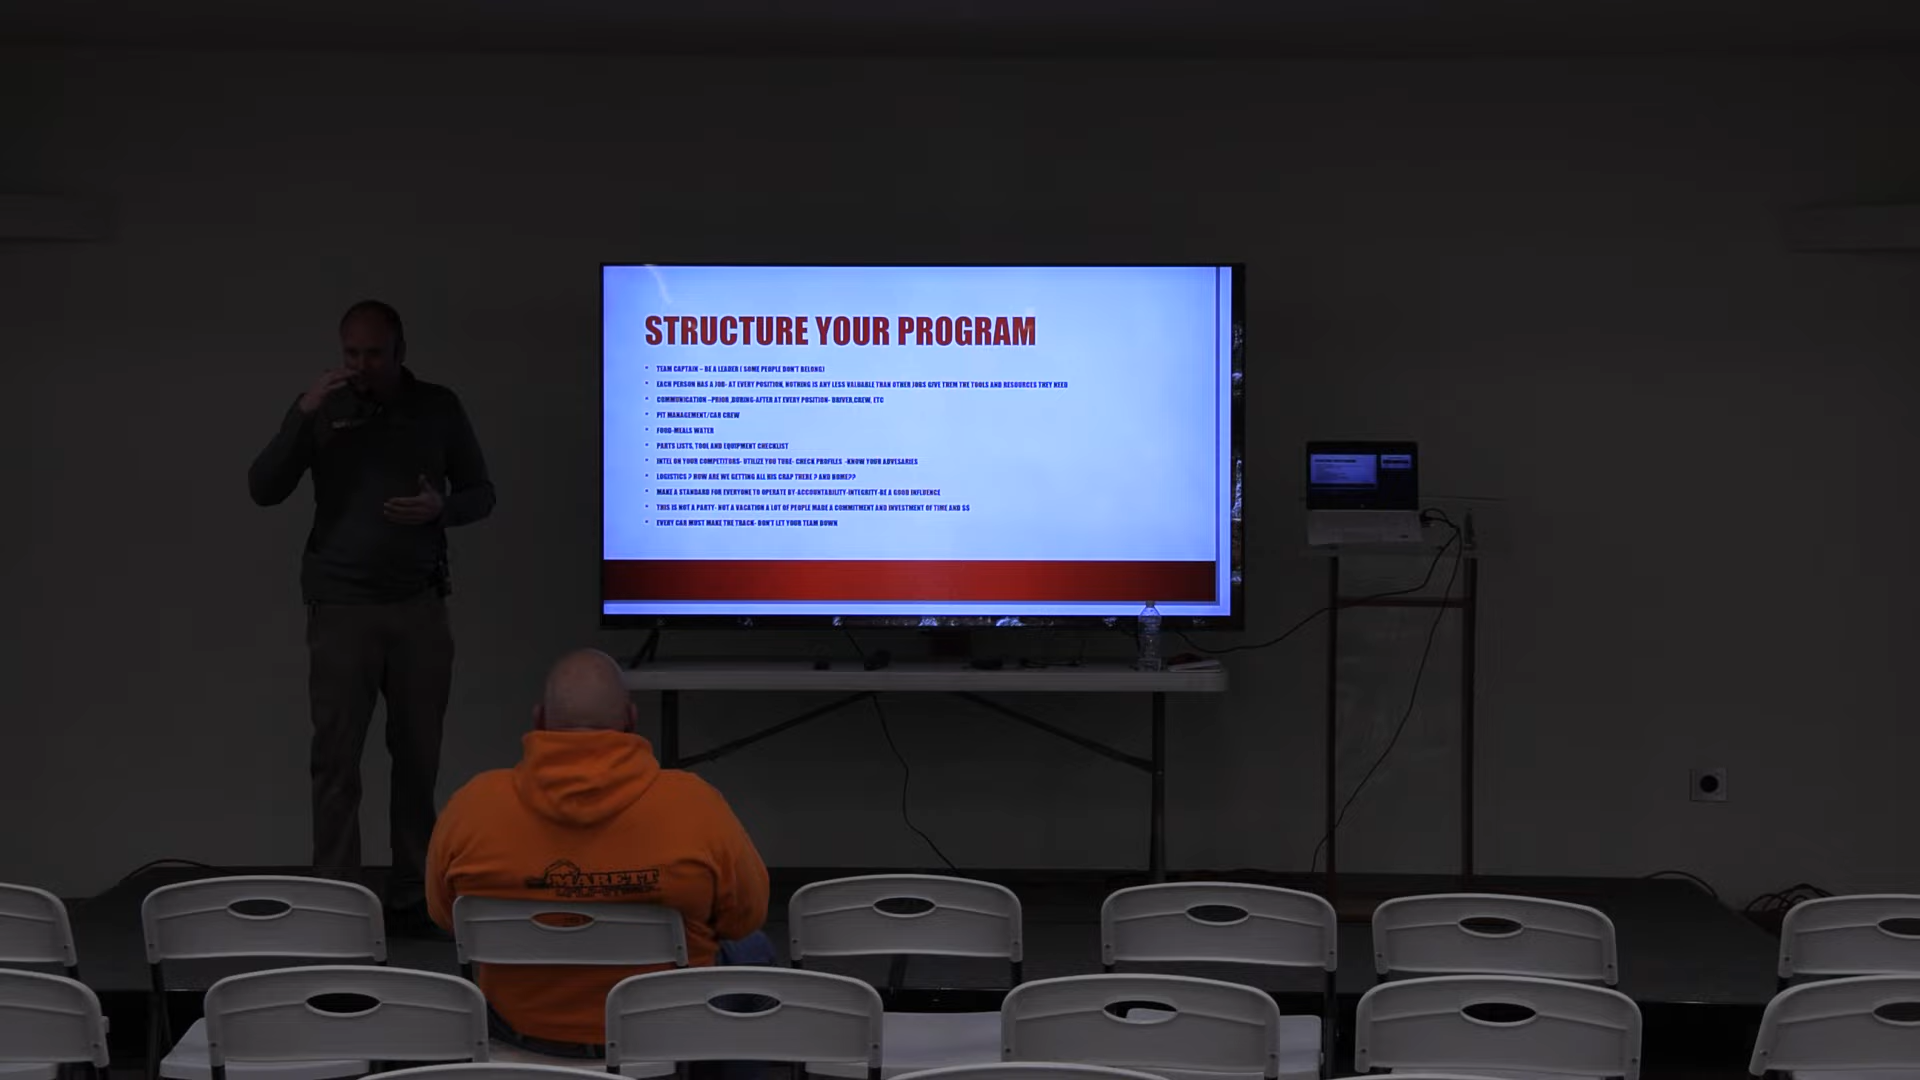 STRUCTURE YOUR PROGRAM
• TEAM CAPTAIN – BE A LEADER ( SOME PEOPLE DON'T BELONG)
• EACH PERSON HAS A JOB- AT EVERY POSITION, NOTHING IS ANY LESS VALUABLE THAN OTHER JOBS GIVE THEM THE TOOLS AND RESOURCES THEY NEED
• COMMUNICATION –PRIOR ,DURING-AFTER AT EVERY POSITION- DRIVER,CREW, ETC
• PIT MANAGEMENT/CAR CREW
• FOOD-MEALS WATER
• PARTS LISTS, TOOL AND EQUIPMENT CHECKLIST
• INTEL ON YOUR COMPETITORS- UTILIZE YOU TUBE- CHECK PROFILES -KNOW YOUR ADVESARIES
• LOGISTICS ? HOW ARE WE GETTING ALL HIS CRAP THERE ? AND HOME??
• MAKE A STANDARD FOR EVERYONE TO OPERATE BY-ACCOUNTABILITY-INTEGRITY-BE A GOOD INFLUENCE
• THIS IS NOT A PARTY- NOT A VACATION A LOT OF PEOPLE MADE A COMMITMENT AND INVESTMENT OF TIME AND $$
• EVERY CAR MUST MAKE THE TRACK- DON'T LET YOUR TEAM DOWN
MARETT